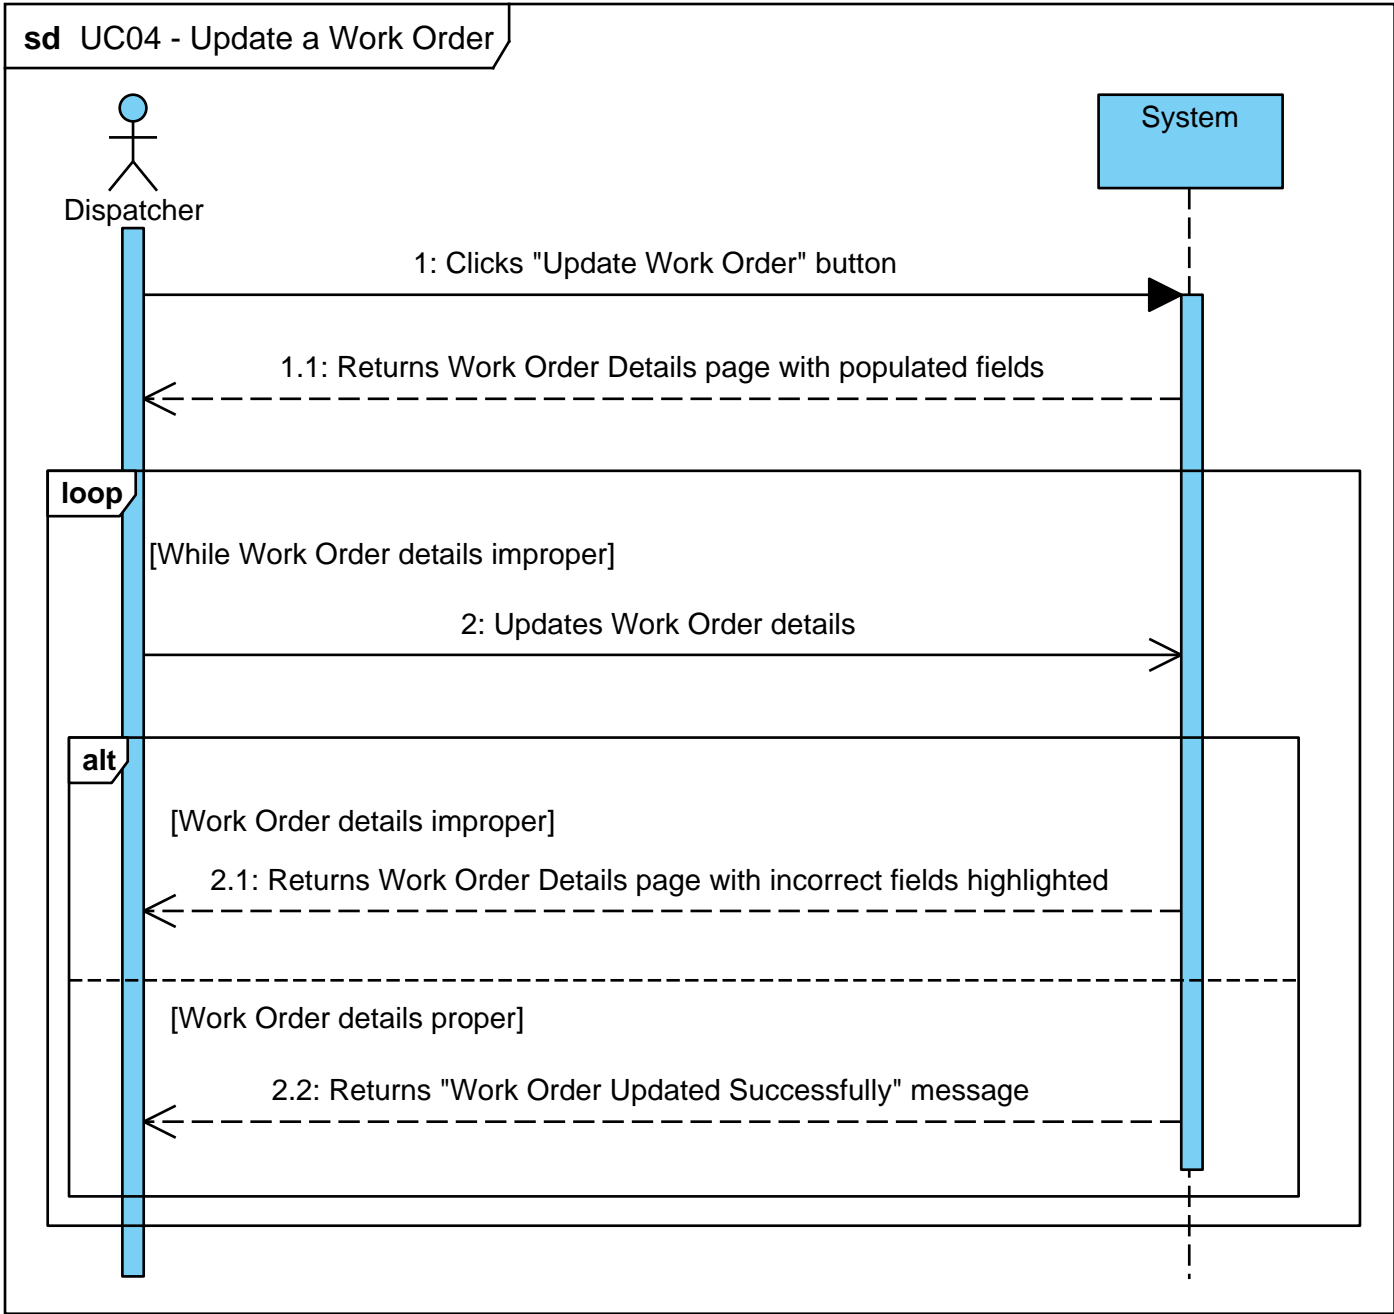 sd UC04 - Update a Work Order
System
Dispatcher
1: Clicks "Update Work Order" button
1.1: Returns Work Order Details page with populated fields
loop
[While Work Order details improper]
2: Updates Work Order details
alt
[Work Order details improper]
2.1: Returns Work Order Details page with incorrect fields highlighted
[Work Order details proper]
2.2: Returns "Work Order Updated Successfully" message